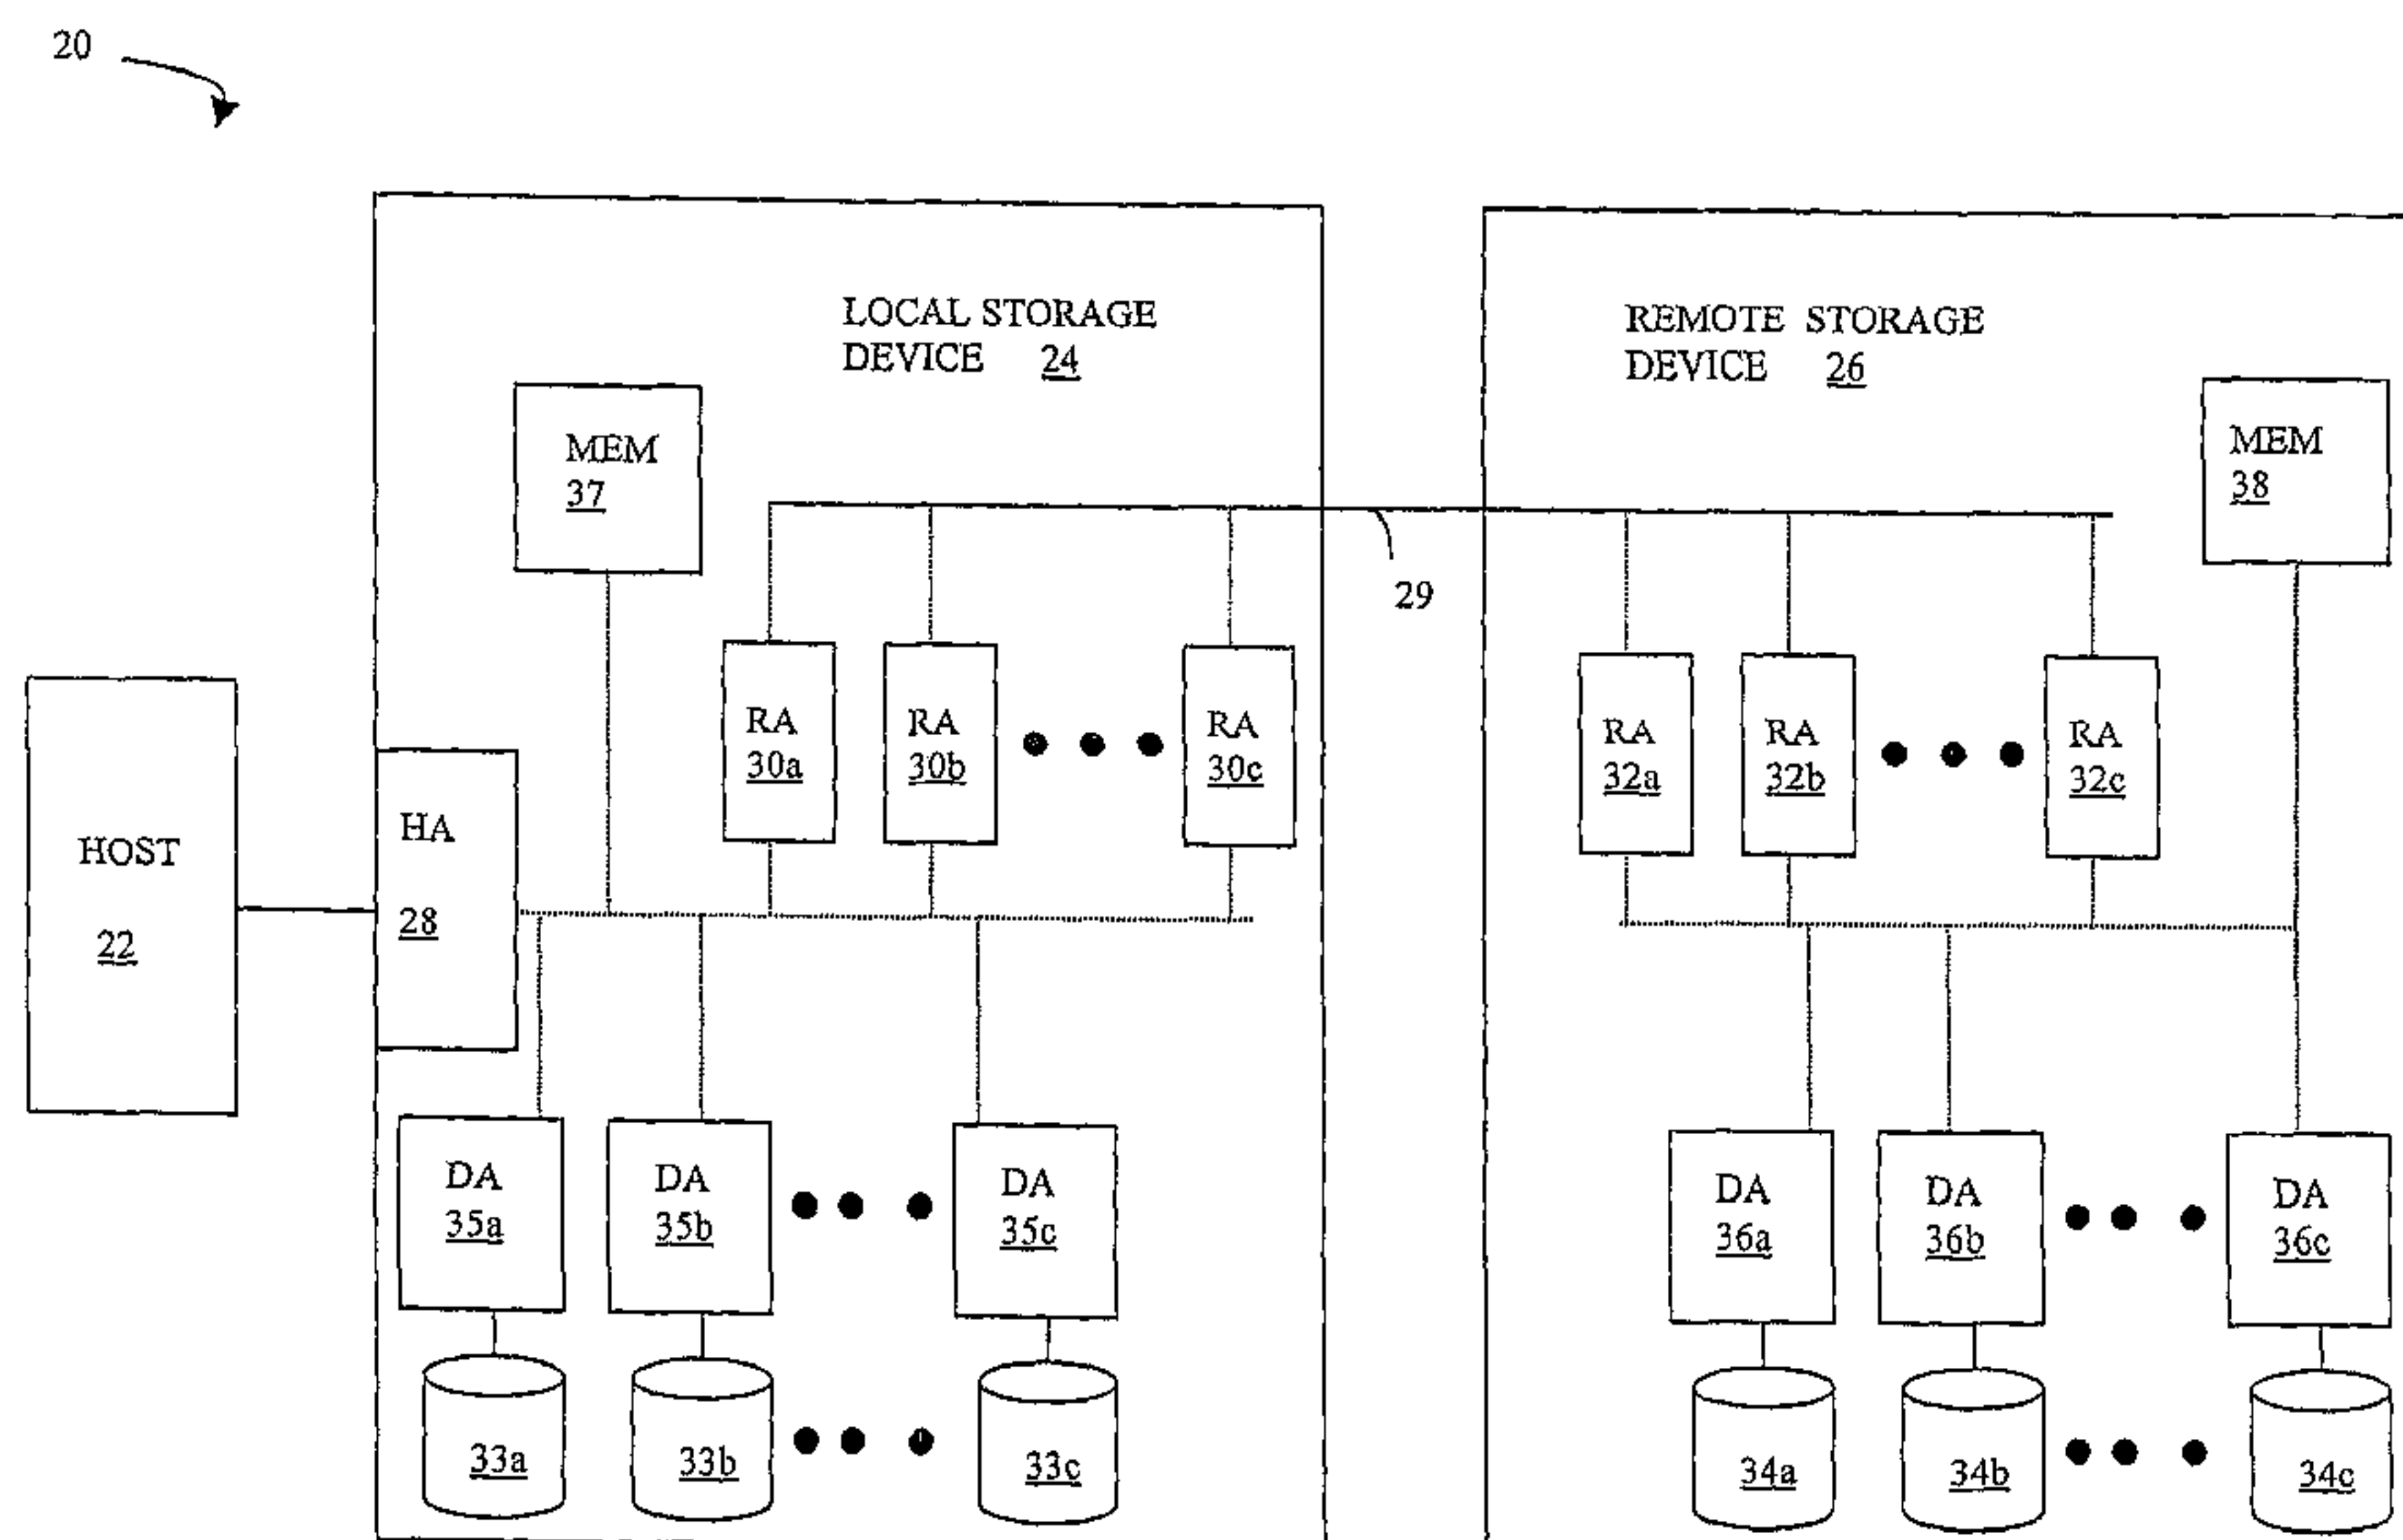 20
LOCAL STORAGE
DEVICE 24
REMOTE STORAGE
DEVICE 26
MEM
37
MEM
38
29
RA
30a
RA
30b
RA
30c
RA
32a
RA
32b
RA
32c
HOST
22
HA
28
DA
35a
DA
35b
DA
35c
DA
36a
DA
36b
DA
36c
33a
33b
33c
34a
34b
34c